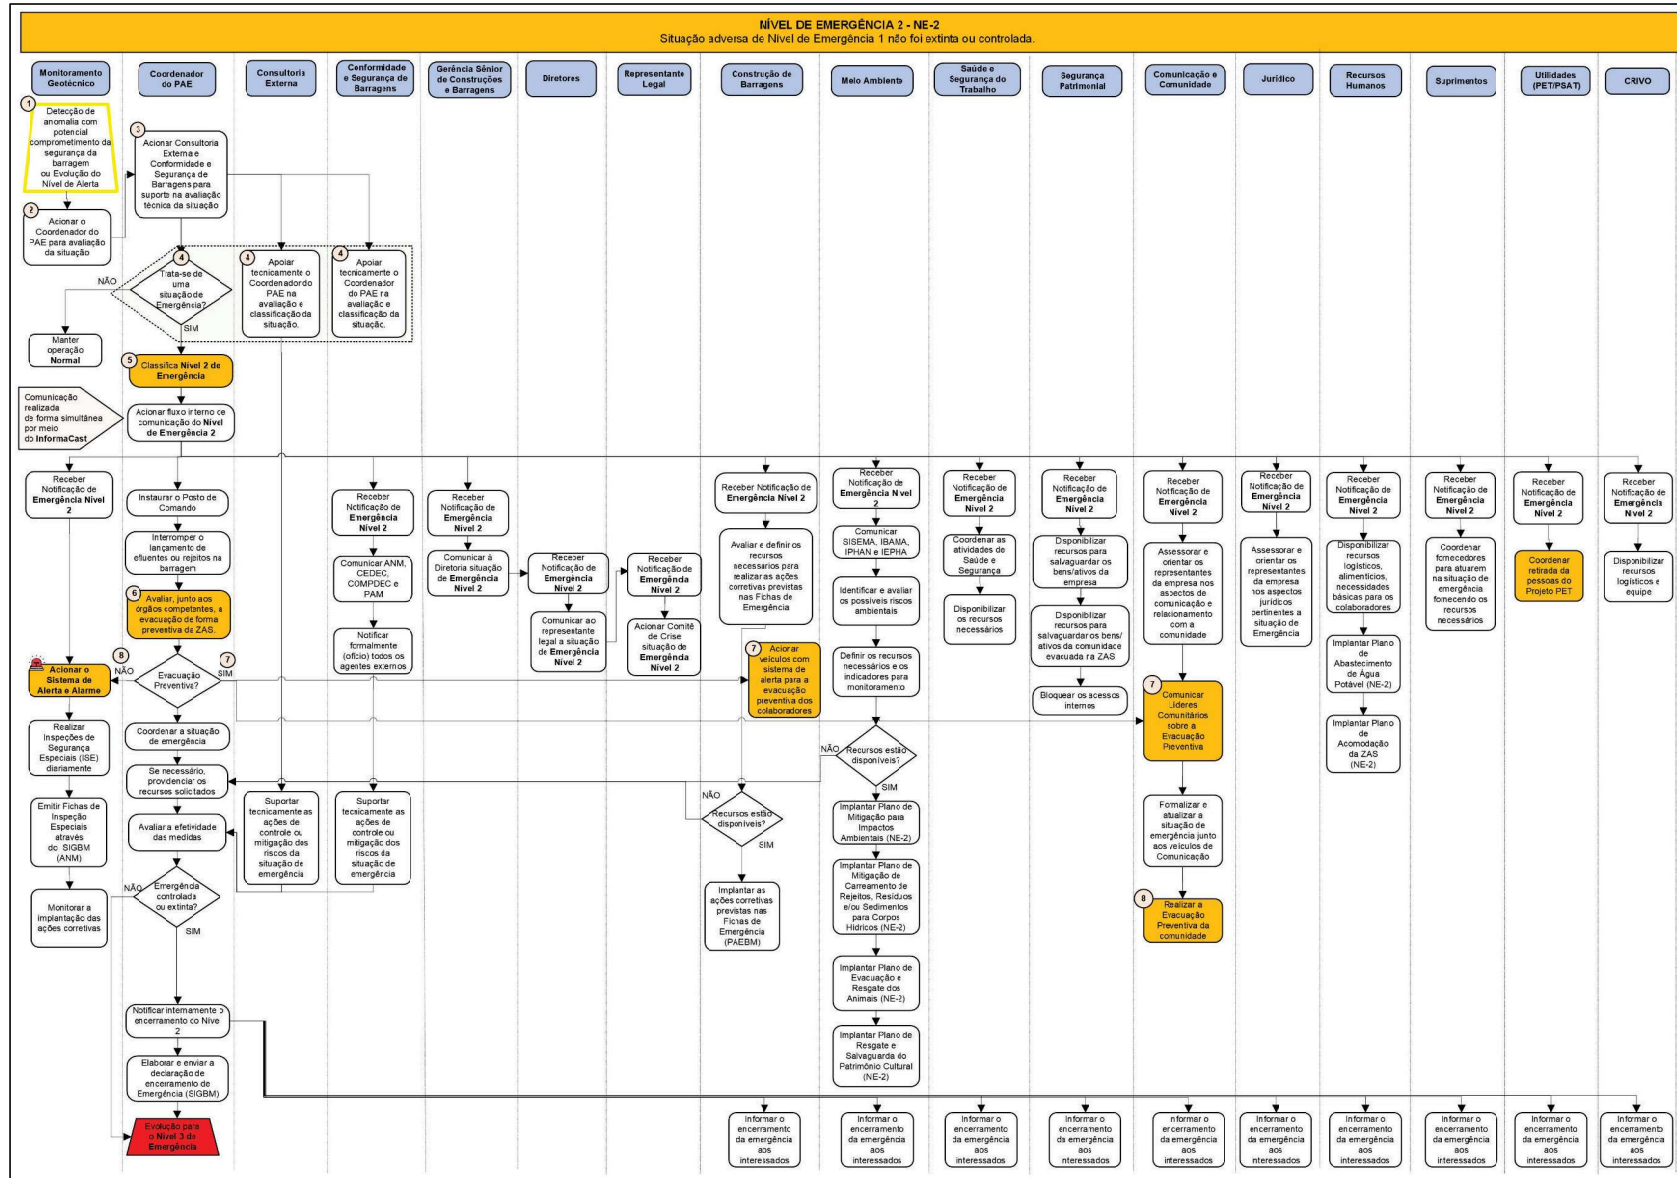 NÍVEL DE EMERGÊNCIA 2 - NE-2
Situação adversa de Nível de Emergência 1 não foi extinta ou controlada.
Monitoramento
Geotécnico
Coordenador
do PAE
Consultoria
Externa
Conformidade
e Segurança de
Barragens
Gerência Sênior
de Construções
e Barragens
Diretores
Representante
Legal
Construção de
Barragens
Meio Ambiente
Saúde e
Segurança do
Trabalho
Segurança
Patrimonial
Comunicação e
Comunidade
Jurídico
Recursos
Humanos
Suprimentos
Utilidades
(PET/PSAT)
CRIVO
1
Detecção de
anomalia com
potencial
comprometimento da
segurança da
barragem
ou Evolução do
Nível de Alerta
2
Acionar o
Coordenador do
PAE para avaliação
da situação
3
Acionar Consultoria
Externa e
Conformidade e
Segurança de
Barragens para
suporte na avaliação
técnica da situação
4
Trata-se de
uma
situação de
Emergência?
NÃO
SIM
Manter
operação
Normal
4
Apoiar
tecnicamente o
Coordenador do
PAE na
avaliação e
classificação da
situação.
4
Apoiar
tecnicamente o
Coordenador
do PAE na
avaliação e
classificação da
situação.
5
Classifica Nível 2 de
Emergência
Comunicação
realizada
de forma simultânea
por meio
do InformaCast
Acionar fluxo interno de
comunicação do Nível
de Emergência 2
Receber
Notificação de
Emergência Nível
2
Instaurar o Posto de
Comando
Interromper o
lançamento de
efluentes ou rejeitos na
barragem
6
Avaliar, junto aos
órgãos competentes, a
evacuação de forma
preventiva da ZAS.
Evacuação
Preventiva?
8
NÃO
7
SIM
Acionar o
Sistema de
Alerta e Alarme
Realizar
Inspeções de
Segurança
Especiais (ISE)
diariamente
Emitir Fichas de
Inspeção
Especiais
através
do SIGBM
(ANM)
Monitorar a
implantação das
ações corretivas
Coordenar a situação
de emergência
Se necessário,
providenciar os
recursos solicitados
Avaliar a efetividade
das medidas
NÃO
Emergência
controlada
ou extinta?
SIM
Notificar internamente o
encerramento do Nível
2
Elaborar e enviar a
declaração de
encerramento de
Emergência (SIGBM)
Evolução para
o Nível 3 de
Emergência
Suportar
tecnicamente as
ações de
controle ou
mitigação dos
riscos da
situação de
emergência
Receber
Notificação de
Emergência
Nível 2
Comunicar ANM,
CEDEC,
COMPDEC e
PAM
Notificar
formalmente
(ofício) todos os
agentes externos
Suportar
tecnicamente as
ações de
controle ou
mitigação dos
riscos da
situação de
emergência
Receber
Notificação de
Emergência
Nível 2
Comunicar à
Diretoria situação
de Emergência
Nível 2
Receber
Notificação de
Emergência
Nível 2
Comunicar ao
representante
legal a situação
de Emergência
Nível 2
Receber
Notificação de
Emergência
Nível 2
Acionar Comitê
de Crise
situação de
Emergência
Nível 2
Receber Notificação de
Emergência Nível 2
Avaliar e definir os
recursos
necessários para
realizar as ações
corretivas previstas
nas Fichas de
Emergência
7
Acionar
veículos com
sistema de
alerta para a
evacuação
preventiva dos
colaboradores
NÃO
Recursos estão
disponíveis?
SIM
Implantar as
ações corretivas
previstas nas
Fichas de
Emergência
(PAEBM)
Informar o
encerramento
da emergência
aos
interessados
Receber
Notificação de
Emergência Nível
2
Comunicar
SISEMA, IBAMA,
IPHAN e IEPHA
Identificar e avaliar
os possíveis riscos
ambientais
Definir os recursos
necessários e os
indicadores para
monitoramento
NÃO
Recursos estão
disponíveis?
SIM
Implantar Plano de
Mitigação para
Impactos
Ambientais (NE-2)
Implantar Plano de
Mitigação de
Carreamento de
Rejeitos, Resíduos
e/ou Sedimentos
para Corpos
Hídricos (NE-2)
Implantar Plano de
Evacuação e
Resgate dos
Animais (NE-2)
Implantar Plano de
Resgate e
Salvaguarda do
Patrimônio Cultural
(NE-2)
Informar o
encerramento
da emergência
aos
interessados
Receber
Notificação de
Emergência
Nível 2
Coordenar as
atividades de
Saúde e
Segurança
Disponibilizar
os recursos
necessários
Informar o
encerramento
da emergência
aos
interessados
Receber
Notificação de
Emergência
Nível 2
Disponibilizar
recursos para
salvaguardar os
bens/ativos da
empresa
Disponibilizar
recursos para
salvaguardar os bens/
ativos da comunidade
evacuada na ZAS
Bloquear os acessos
internos
Informar o
encerramento
da emergência
aos
interessados
Receber
Notificação de
Emergência
Nível 2
Assessorar e
orientar os
representantes
da empresa nos
aspectos de
comunicação e
relacionamento
com a
comunidade
7
Comunicar
Líderes
Comunitários
sobre a
Evacuação
Preventiva
Formalizar e
atualizar a
situação de
emergência junto
aos veículos de
Comunicação
8
Realizar a
Evacuação
Preventiva da
comunidade
Informar o
encerramento
da emergência
aos
interessados
Receber
Notificação de
Emergência
Nível 2
Assessorar e
orientar os
representantes
da empresa
nos aspectos
jurídicos
pertinentes a
situação de
Emergência
Informar o
encerramento
da emergência
aos
interessados
Receber
Notificação de
Emergência
Nível 2
Disponibilizar
recursos
logísticos,
alimentícios,
necessidades
básicas para os
colaboradores
Implantar
Plano de
Abastecimento
de Água
Potável (NE-2)
Implantar
Plano de
Acomodação
da ZAS
(NE-2)
Informar o
encerramento
da emergência
aos
interessados
Receber
Notificação de
Emergência
Nível 2
Coordenar
fornecedores
para atuarem
na situação de
emergência
fornecendo os
recursos
necessários
Informar o
encerramento
da emergência
aos
interessados
Receber
Notificação de
Emergência
Nível 2
Coordenar
retirada da
pessoas do
Projeto PET
Informar o
encerramento
da emergência
aos
interessados
Receber
Notificação de
Emergência
Nível 2
Disponibilizar
recursos
logísticos e
equipe
Informar o
encerramento
da emergência
aos
interessados